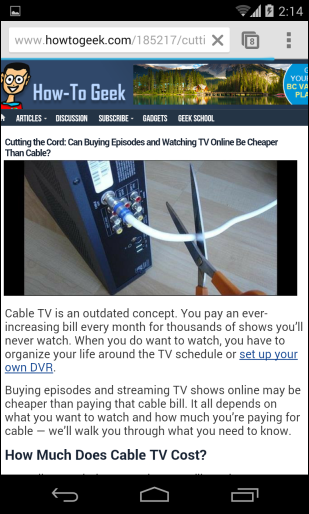 2:14
www.howtogeek.com/185217/cutti
8
How-To Geek
YOU
BC VA
PLA
ARTICLES DISCUSSION SUBSCRIBE GADGETS GEEK SCHOOL
Cutting the Cord: Can Buying Episodes and Watching TV Online Be Cheaper
Than Cable?
Cable TV is an outdated concept. You pay an ever-
increasing bill every month for thousands of shows you'll
never watch. When you do want to watch, you have to
organize your life around the TV schedule or set up your
own DVR.
Buying episodes and streaming TV shows online may be
cheaper than paying that cable bill. It all depends on
what you want to watch and how much you're paying for
cable — we'll walk you through what you need to know.
How Much Does Cable TV Cost?